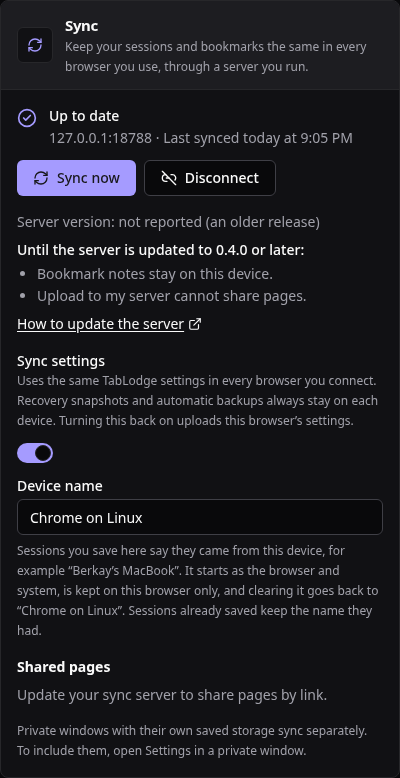 Sync
Keep your sessions and bookmarks the same in every
browser you use, through a server you run.
Up to date
127.0.0.1:18788 · Last synced today at 9:05 PM
Sync now
Disconnect
Server version: not reported (an older release)
Until the server is updated to 0.4.0 or later:
• Bookmark notes stay on this device.
• Upload to my server cannot share pages.
How to update the server
Sync settings
Uses the same TabLodge settings in every browser you connect.
Recovery snapshots and automatic backups always stay on each
device. Turning this back on uploads this browser’s settings.
Device name
Chrome on Linux
Sessions you save here say they came from this device, for
example “Berkay’s MacBook”. It starts as the browser and
system, is kept on this browser only, and clearing it goes back to
“Chrome on Linux”. Sessions already saved keep the name they
had.
Shared pages
Update your sync server to share pages by link.
Private windows with their own saved storage sync separately.
To include them, open Settings in a private window.